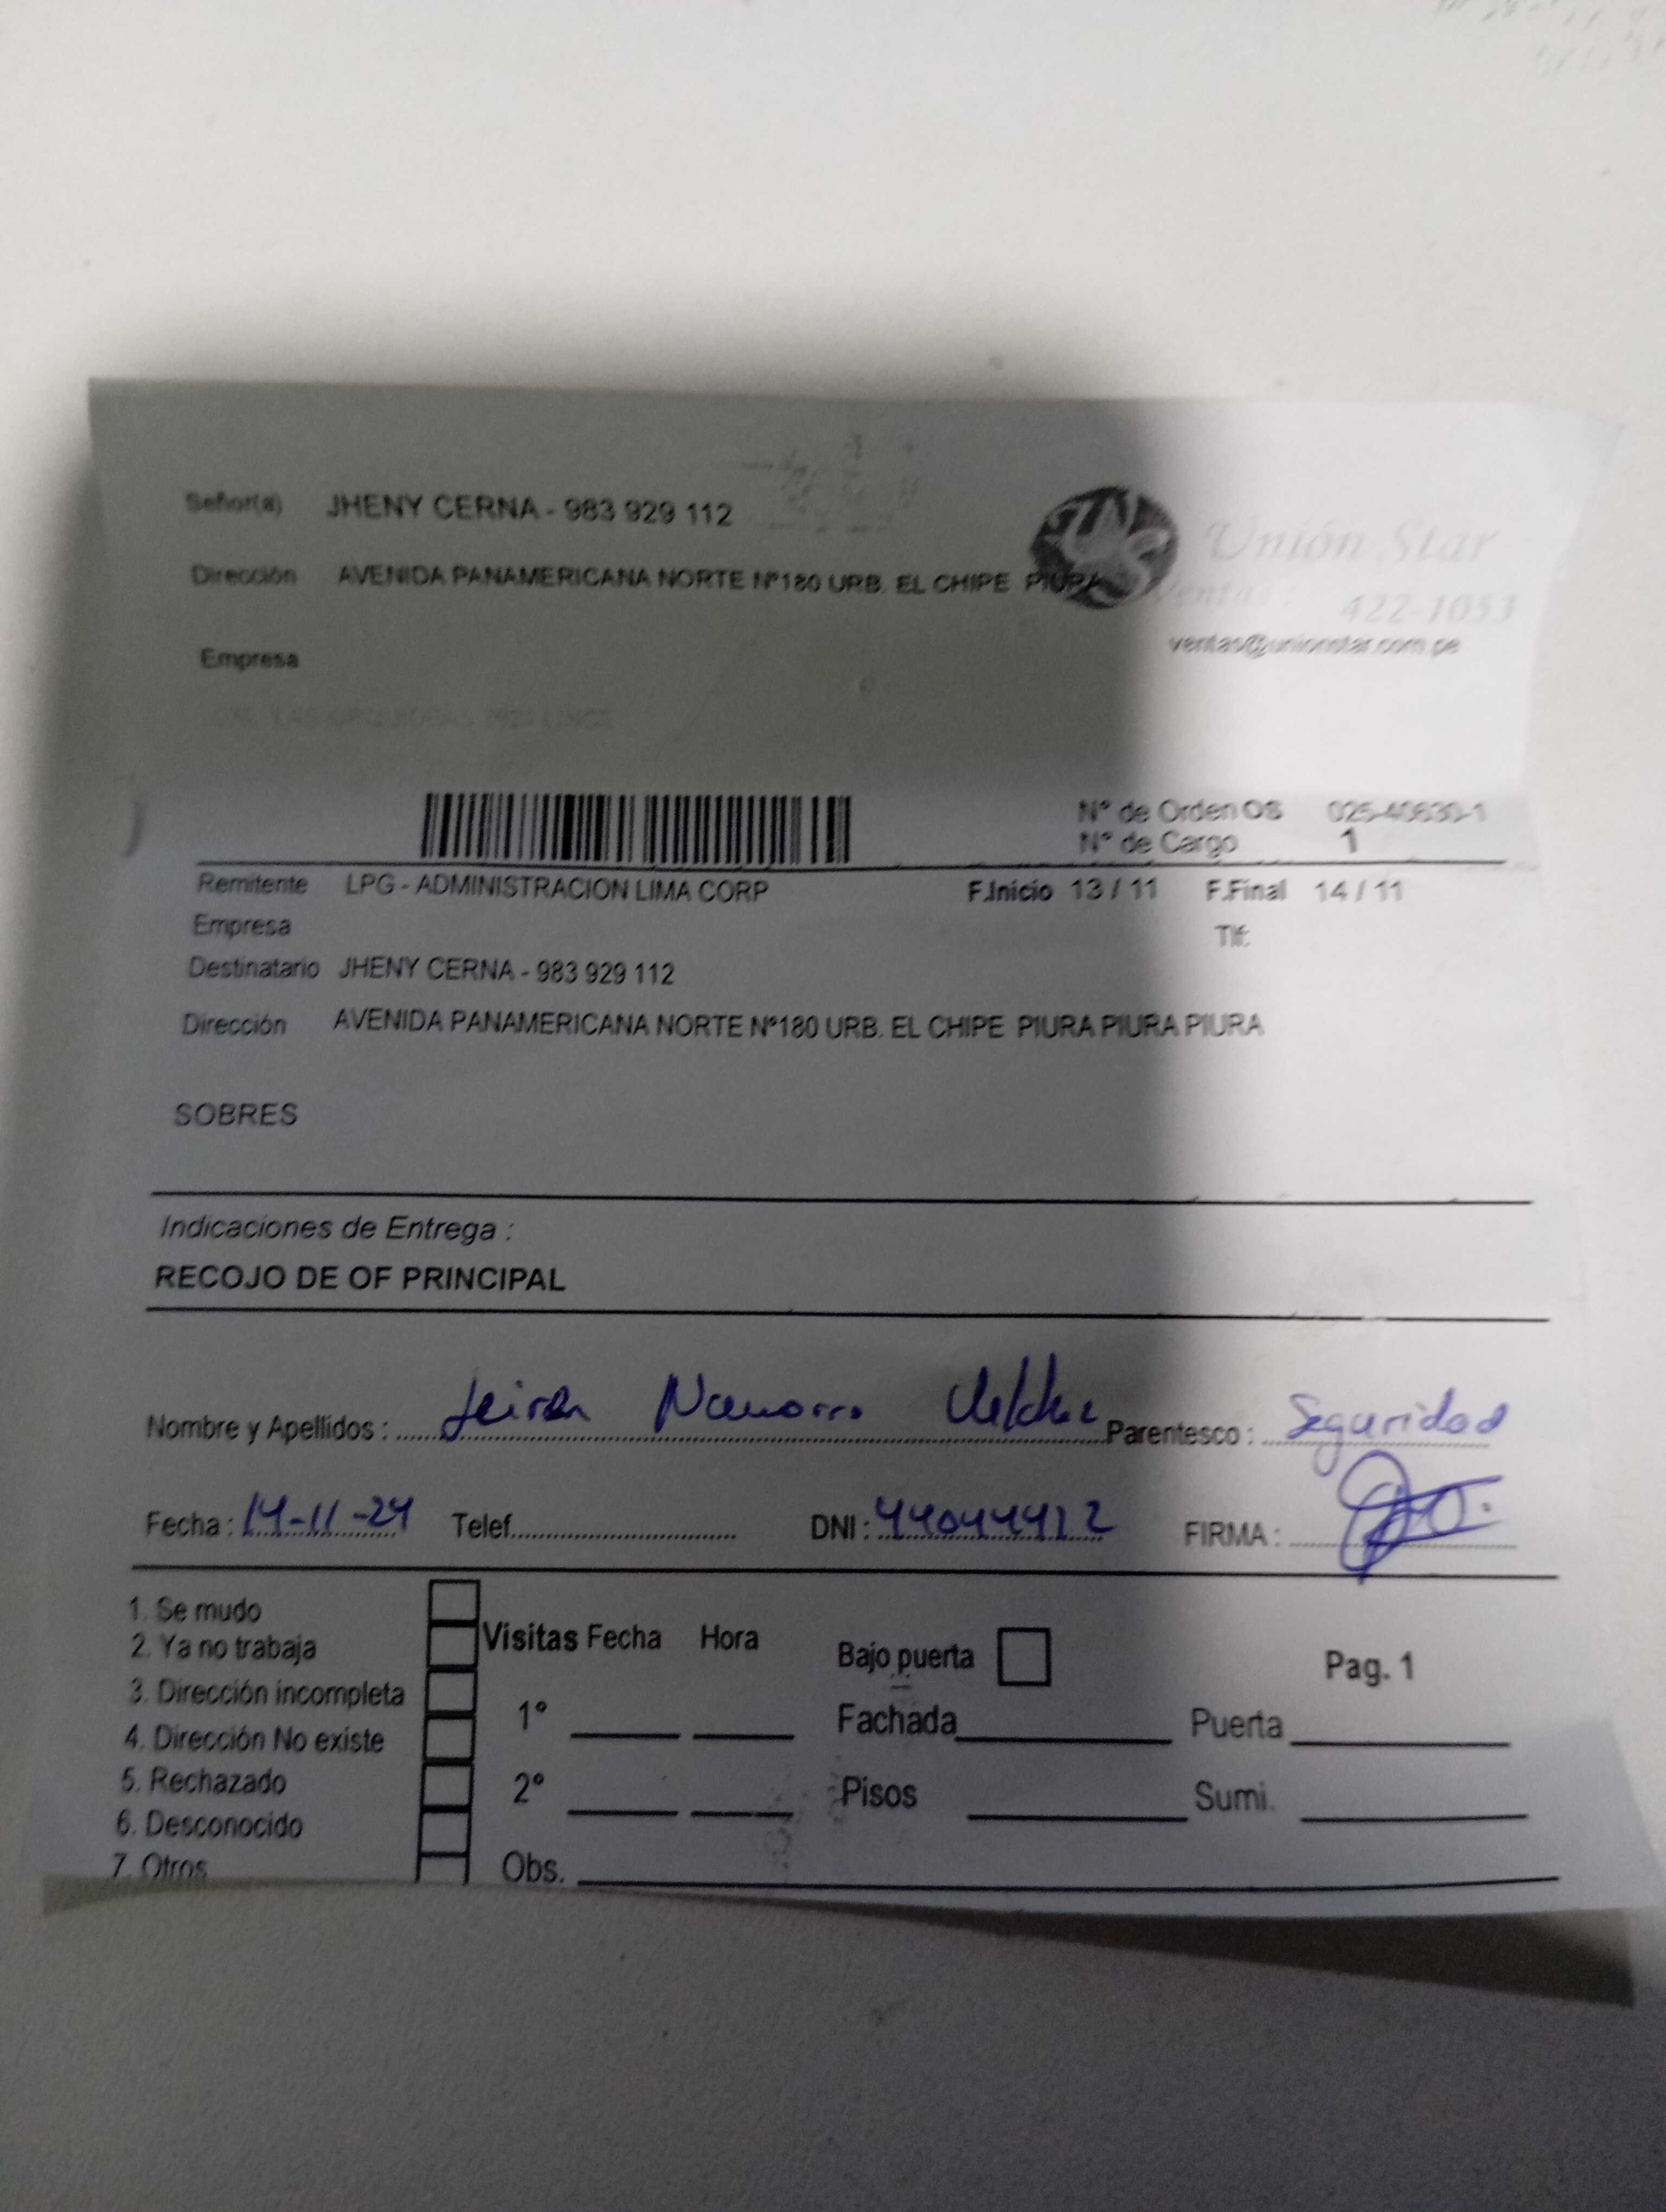 Señor(a) JHENY CERNA - 983 929 112
Dirección AVENIDA PANAMERICANA NORTE Nº180 URB. EL CHIPE PIURA
Unión Star
Ventas: 422-1053
ventas@unionstar.com.pe
Empresa
Nº de Orden OS 025-40630-1
Nº de Cargo 1
Remitente LPG - ADMINISTRACION LIMA CORP F.Inicio 13 / 11 F.Final 14 / 11
Empresa Tlf:
Destinatario JHENY CERNA - 983 929 112
Dirección AVENIDA PANAMERICANA NORTE Nº180 URB. EL CHIPE PIURA PIURA PIURA
SOBRES
Indicaciones de Entrega :
RECOJO DE OF PRINCIPAL
Nombre y Apellidos : Navarro Parentesco : Seguridad
Fecha : 14-11-24 Telef. DNI : 44044912 FIRMA :
1. Se mudo
2. Ya no trabaja
3. Dirección incompleta
4. Dirección No existe
5. Rechazado
6. Desconocido
7. Otros
Visitas Fecha Hora
1°
2°
Obs.
Bajo puerta
Fachada
Pisos
Pag. 1
Puerta
Sumi.